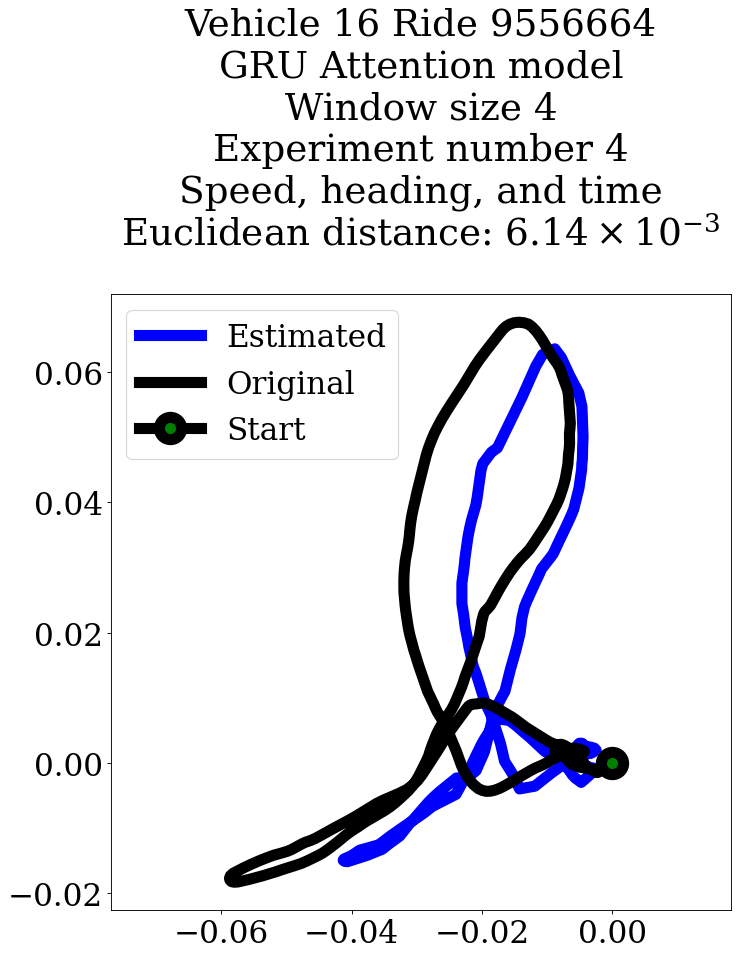 Vehicle 16 Ride 9556664
GRU Attention model
Window size 4
Experiment number 4
Speed, heading, and time
Euclidean distance: 6.14 × 10⁻³
Estimated
Original
Start
0.06
0.04
0.02
0.00
−0.02
−0.06 −0.04 −0.02 0.00